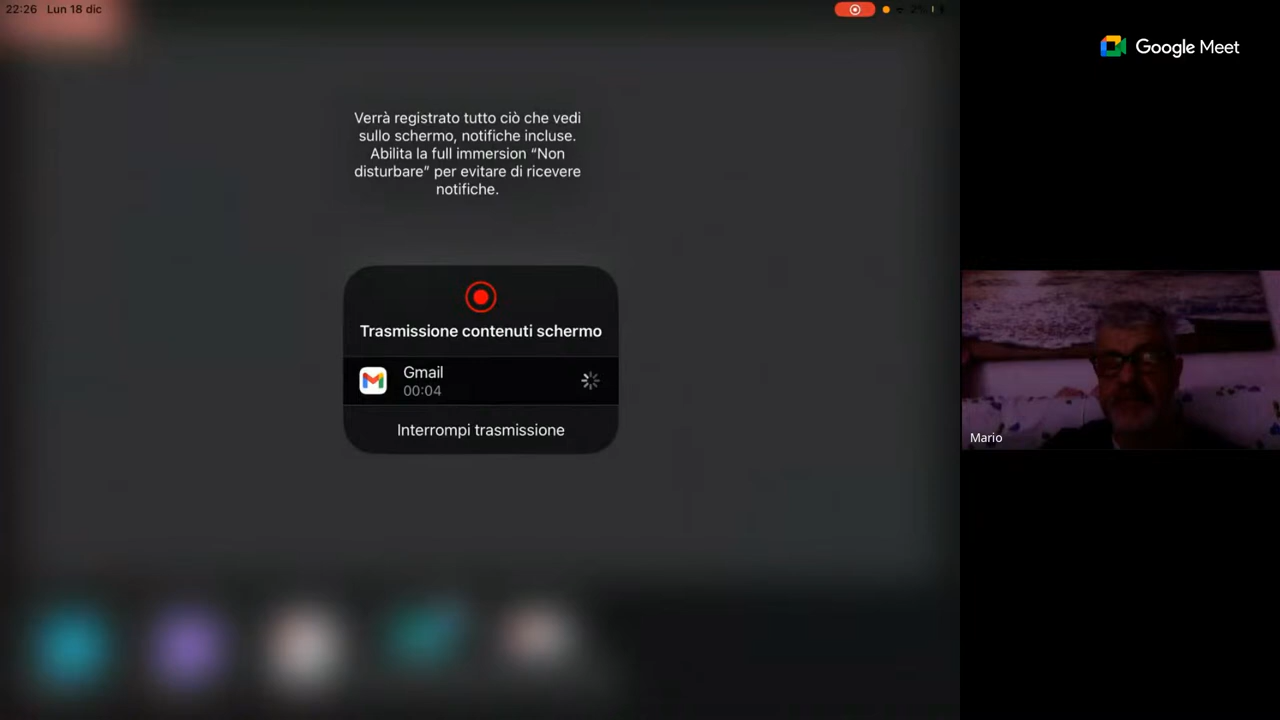 22:26 Lun 18 dic
2%
Google Meet
Verrà registrato tutto ciò che vedi
sullo schermo, notifiche incluse.
Abilita la full immersion “Non
disturbare” per evitare di ricevere
notifiche.
Trasmissione contenuti schermo
Gmail
00:04
Interrompi trasmissione
Mario